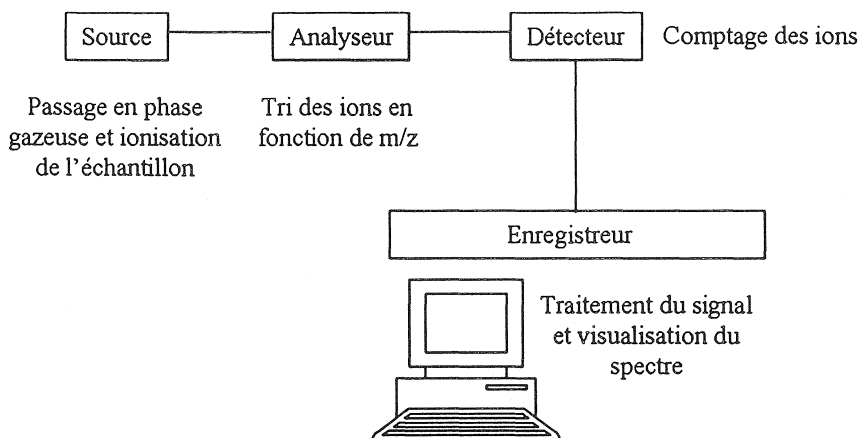 Source
Analyseur
Détecteur
Comptage des ions
Passage en phase
gazeuse et ionisation
de l'échantillon
Tri des ions en
fonction de m/z
Enregistreur
Traitement du signal
et visualisation du
spectre